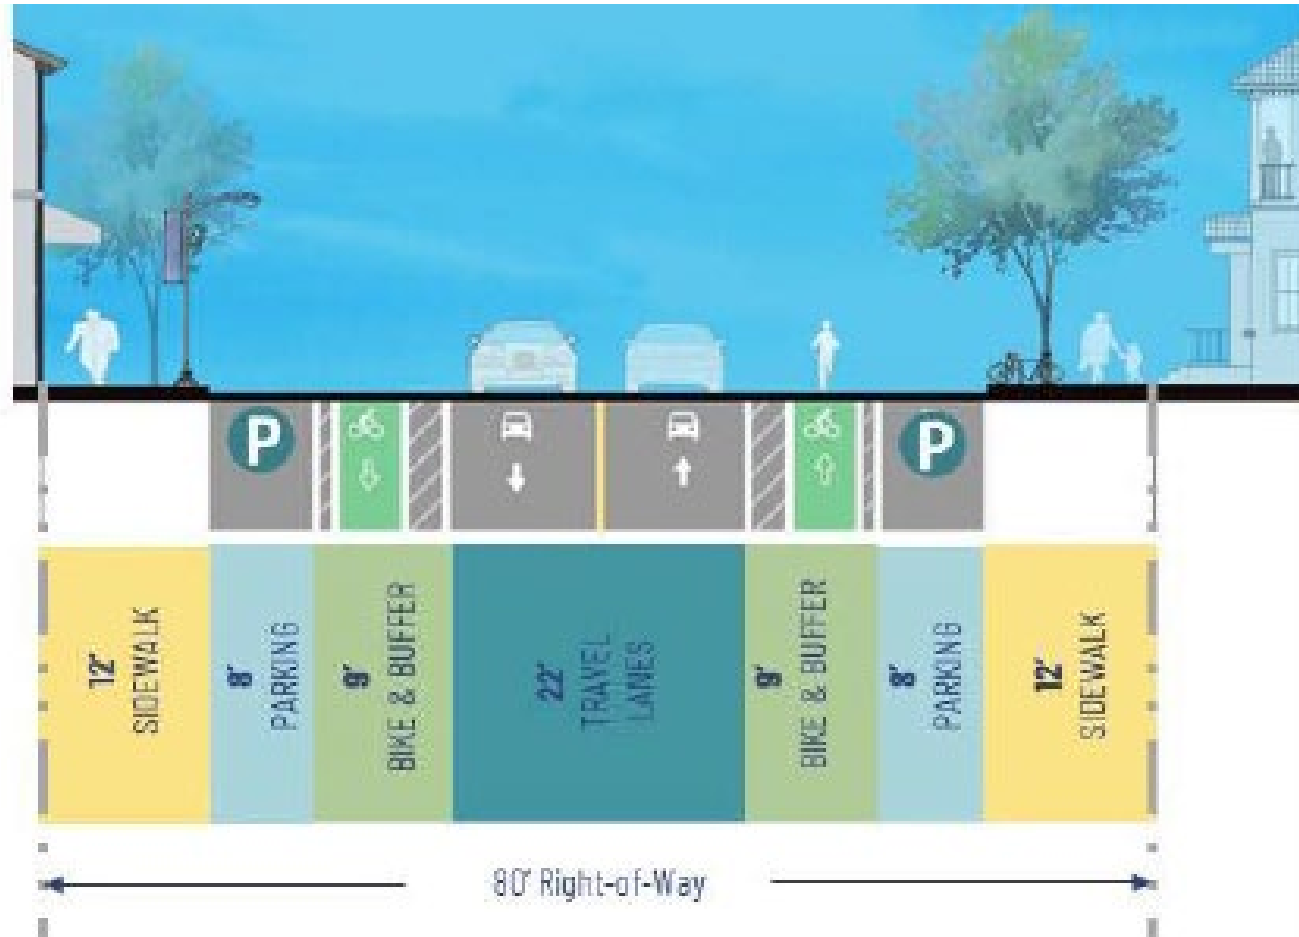 P
P
12'
SIDEWALK
8'
PARKING
9'
BIKE & BUFFER
22'
TRAVEL
LANES
9'
BIKE & BUFFER
8'
PARKING
12'
SIDEWALK
80' Right-of-Way